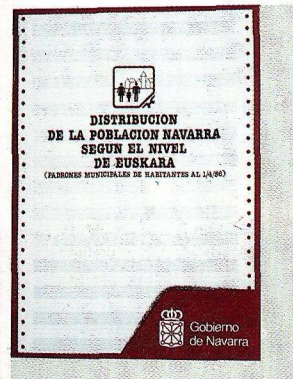 DISTRIBUCION
DE LA POBLACION NAVARRA
SEGUN EL NIVEL
DE EUSKARA
(PADRONES MUNICIPALES DE HABITANTES AL 1/4/86)
Gobierno
de Navarra